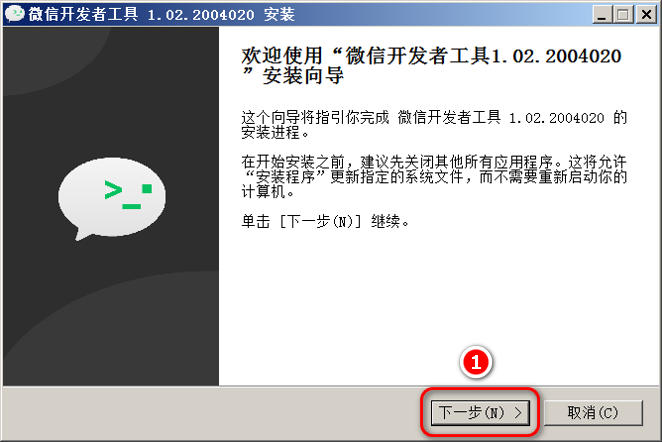 微信开发者工具 1.02.2004020 安装
欢迎使用“微信开发者工具1.02.2004020
”安装向导
这个向导将指引你完成 微信开发者工具 1.02.2004020 的
安装进程。
在开始安装之前，建议先关闭其他所有应用程序。这将允许
“安装程序”更新指定的系统文件，而不需要重新启动你的
计算机。
单击 [下一步(N)] 继续。
>_
1
下一步(N) >
取消(C)